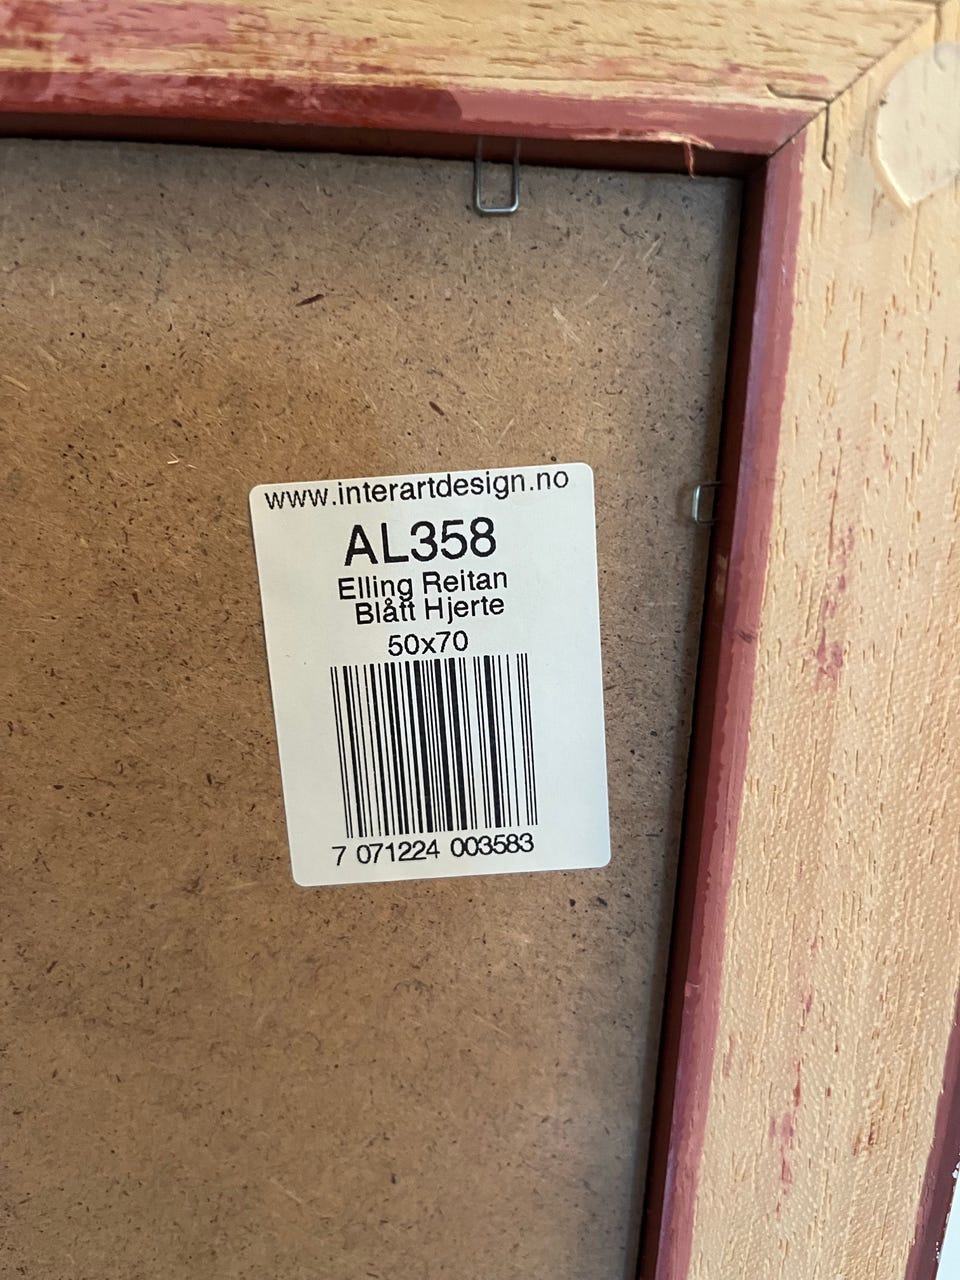 www.interartdesign.no
AL358
Elling Reitan
Blått Hjerte
50x70
7 071224 003583